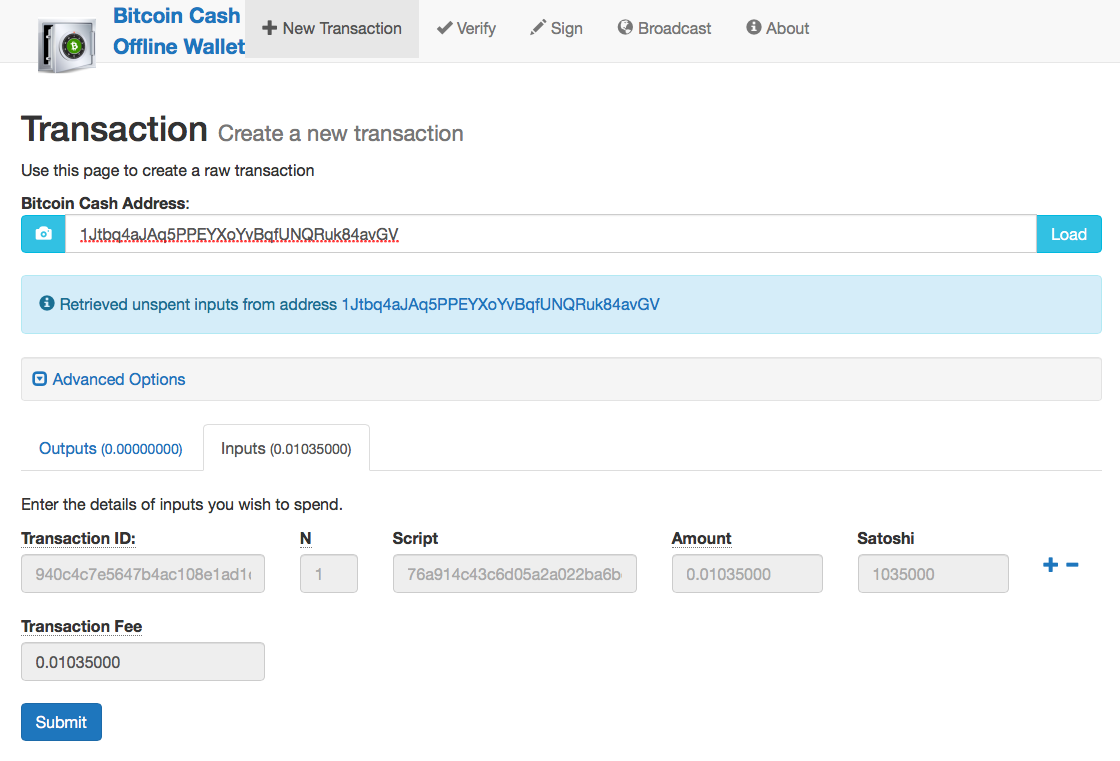 Bitcoin Cash
Offline Wallet
New Transaction Verify Sign Broadcast About
Transaction Create a new transaction
Use this page to create a raw transaction
Bitcoin Cash Address:
1Jtbq4aJAq5PPEYXoYvBqfUNQRuk84avGV Load
Retrieved unspent inputs from address 1Jtbq4aJAq5PPEYXoYvBqfUNQRuk84avGV
Advanced Options
Outputs (0.00000000) Inputs (0.01035000)
Enter the details of inputs you wish to spend.
Transaction ID: N Script Amount Satoshi
940c4c7e5647b4ac108e1ad1 1 76a914c43c6d05a2a022ba6b 0.01035000 1035000
Transaction Fee
0.01035000
Submit